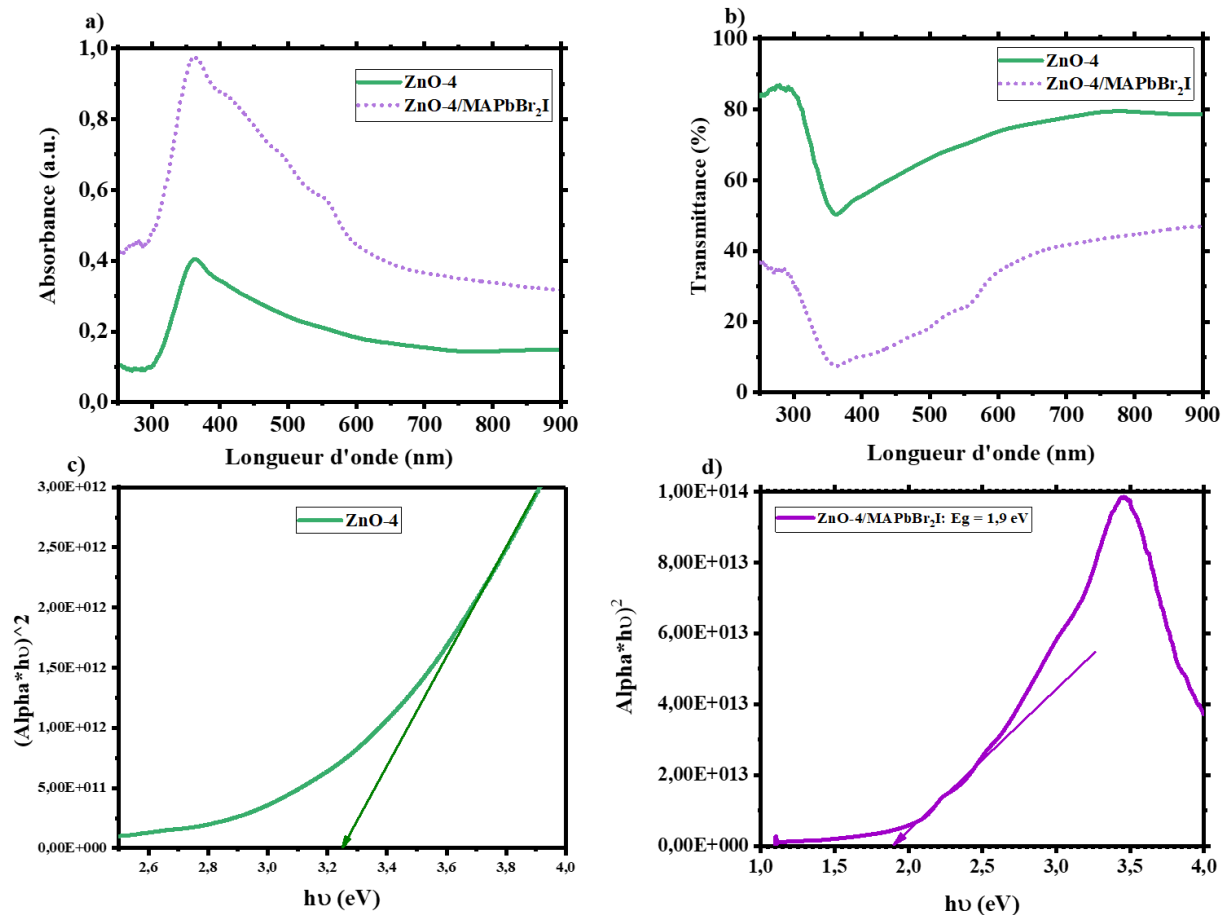 a)
1,0
0,8
0,6
0,4
0,2
0,0
Absorbance (a.u.)
ZnO-4
ZnO-4/MAPbBr₂I
300 400 500 600 700 800 900
Longueur d'onde (nm)
b)
100
80
60
40
20
0
Transmittance (%)
ZnO-4
ZnO-4/MAPbBr₂I
300 400 500 600 700 800 900
Longueur d'onde (nm)
c)
3,00E+012
2,50E+012
2,00E+012
1,50E+012
1,00E+012
5,00E+011
0,00E+000
(Alpha*hυ)^2
ZnO-4
2,6 2,8 3,0 3,2 3,4 3,6 3,8 4,0
hυ (eV)
d)
1,00E+014
8,00E+013
6,00E+013
4,00E+013
2,00E+013
0,00E+000
Alpha*hυ)²
ZnO-4/MAPbBr₂I: Eg = 1,9 eV
1,0 1,5 2,0 2,5 3,0 3,5 4,0
hυ (eV)